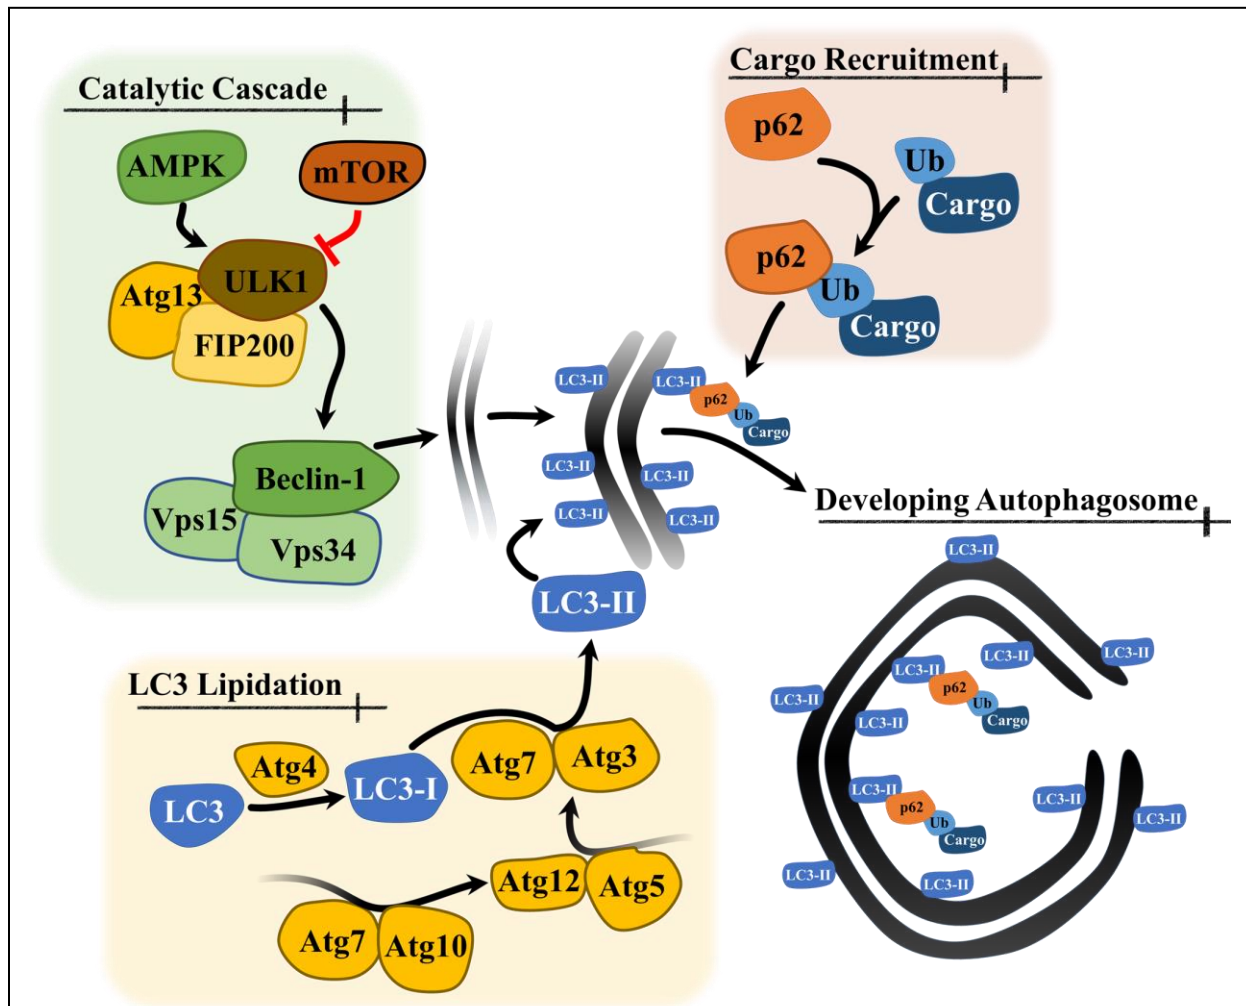 Catalytic Cascade
AMPK
mTOR
ULK1
Atg13
FIP200
Beclin-1
Vps15
Vps34
Cargo Recruitment
p62
Ub
Cargo
p62
Ub
Cargo
LC3-II
LC3-II
p62
Ub
Cargo
LC3-II
LC3-II
LC3-II
LC3-II
LC3-II
LC3 Lipidation
LC3
Atg4
LC3-I
Atg7
Atg3
Atg12
Atg5
Atg7
Atg10
Developing Autophagosome
LC3-II
LC3-II
LC3-II
LC3-II
p62
Ub
Cargo
LC3-II
LC3-II
LC3-II
p62
Ub
Cargo
LC3-II
LC3-II
LC3-II
LC3-II